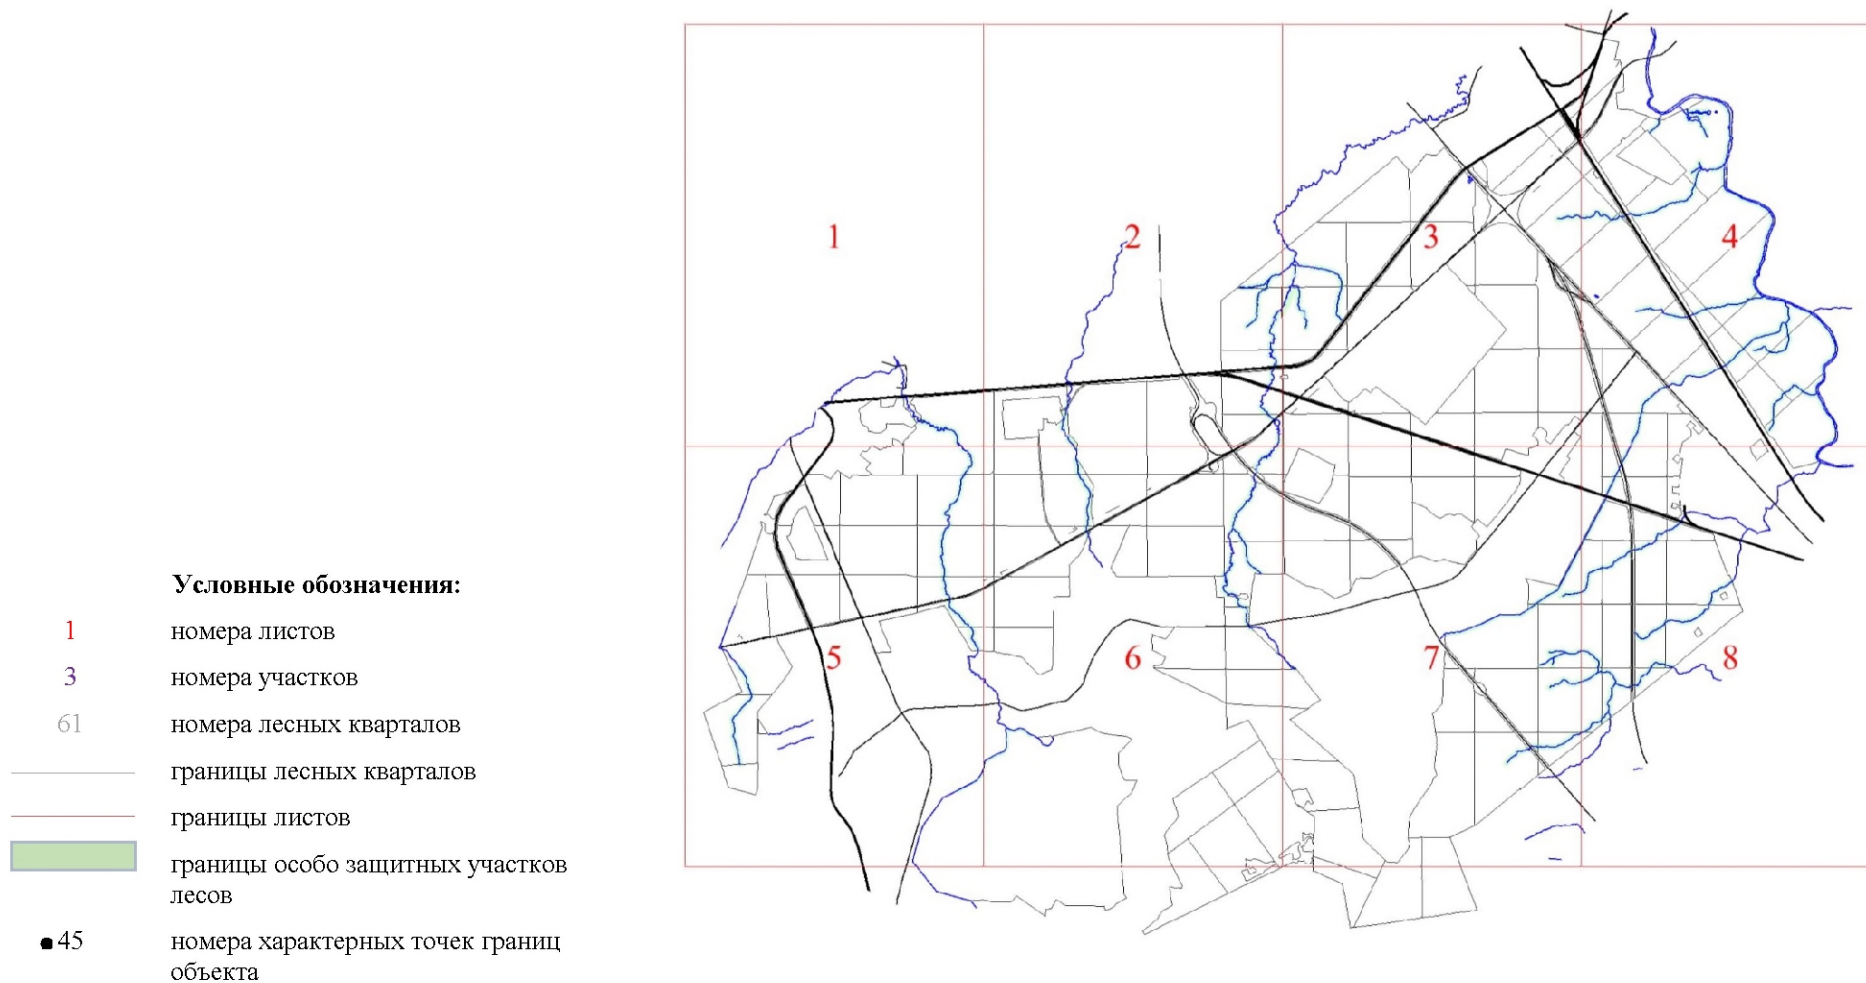 Условные обозначения:
1 номера листов
3 номера участков
61 номера лесных кварталов
границы лесных кварталов
границы листов
границы особо защитных участков
лесов
45 номера характерных точек границ
объекта
1
2
3
4
5
6
7
8